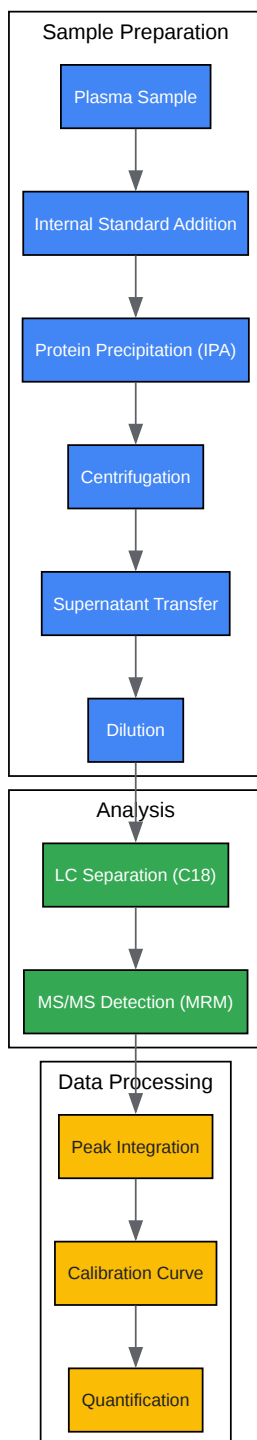 Sample Preparation
Plasma Sample
Internal Standard Addition
Protein Precipitation (IPA)
Centrifugation
Supernatant Transfer
Dilution
Analysis
LC Separation (C18)
MS/MS Detection (MRM)
Data Processing
Peak Integration
Calibration Curve
Quantification